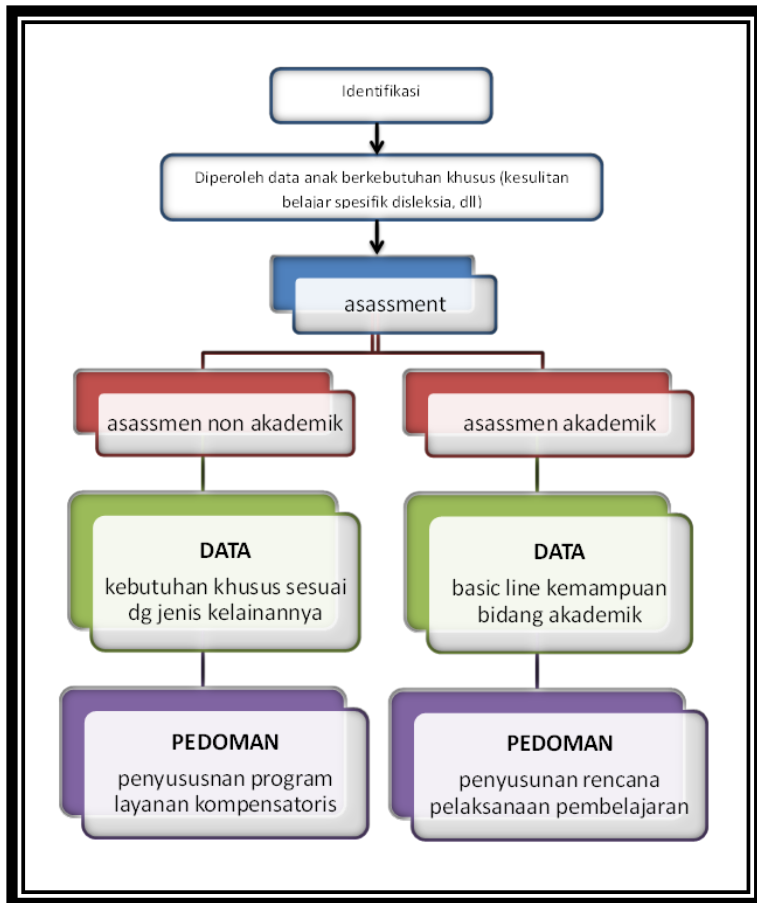 Identifikasi
Diperoleh data anak berkebutuhan khusus (kesulitan
belajar spesifik disleksia, dll)
asassment
asassmen non akademik
asassmen akademik
DATA
kebutuhan khusus sesuai
dg jenis kelainannya
DATA
basic line kemampuan
bidang akademik
PEDOMAN
penyususnan program
layanan kompensatoris
PEDOMAN
penyusunan rencana
pelaksanaan pembelajaran